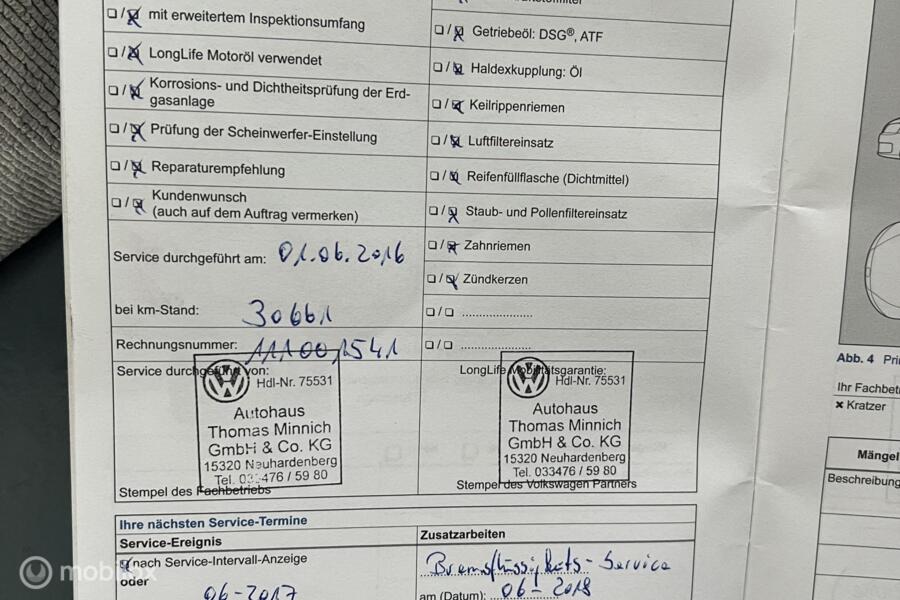 ❏ / ❏ mit erweitertem Inspektionsumfang
❏ / ❏ LongLife Motoröl verwendet
❏ / ❏ Korrosions- und Dichtheitsprüfung der Erd-
gasanlage
❏ / ❏ Prüfung der Scheinwerfer-Einstellung
❏ / ❏ Reparaturempfehlung
❏ / ❏ Kundenwunsch
(auch auf dem Auftrag vermerken)
Service durchgeführt am: 01.06.2016
bei km-Stand: 30661
Rechnungsnummer: 111001541
Service durchgeführt von:
Hdl-Nr. 75531
Autohaus
Thomas Minnich
GmbH & Co. KG
15320 Neuhardenberg
Tel. 033476 / 59 80
Stempel des Fachbetriebs
❏ / ❏ Getriebeöl: DSG®, ATF
❏ / ❏ Haldexkupplung: Öl
❏ / ❏ Keilrippenriemen
❏ / ❏ Luftfiltereinsatz
❏ / ❏ Reifenfüllflasche (Dichtmittel)
❏ / ❏ Staub- und Pollenfiltereinsatz
❏ / ❏ Zahnriemen
❏ / ❏ Zündkerzen
❏ / ❏ ......................
❏ / ❏ ......................
LongLife Mobilitätsgarantie:
Hdl-Nr. 75531
Autohaus
Thomas Minnich
GmbH & Co. KG
15320 Neuhardenberg
Tel. 033476 / 59 80
Stempel des Volkswagen Partners
Ihre nächsten Service-Termine
Service-Ereignis
❏ nach Service-Intervall-Anzeige
oder
06-2017
Zusatzarbeiten
Bremsflüssigkeits-Service
am (Datum): 06-2018
Abb. 4
Ihr
× Kratzer
mobilox